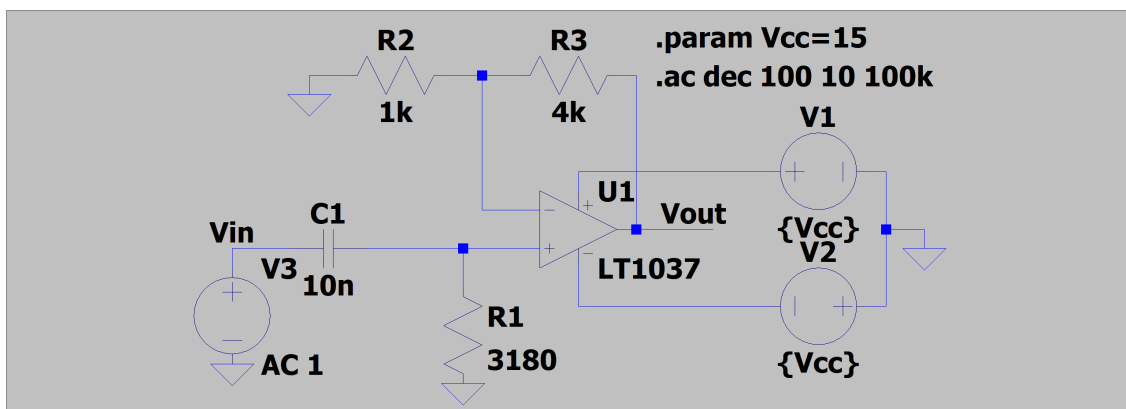 R2
R3
.param Vcc=15
.ac dec 100 10 100k
1k
4k
V1
U1
Vout
{Vcc}
C1
Vin
V3
10n
LT1037
V2
R1
3180
AC 1
{Vcc}